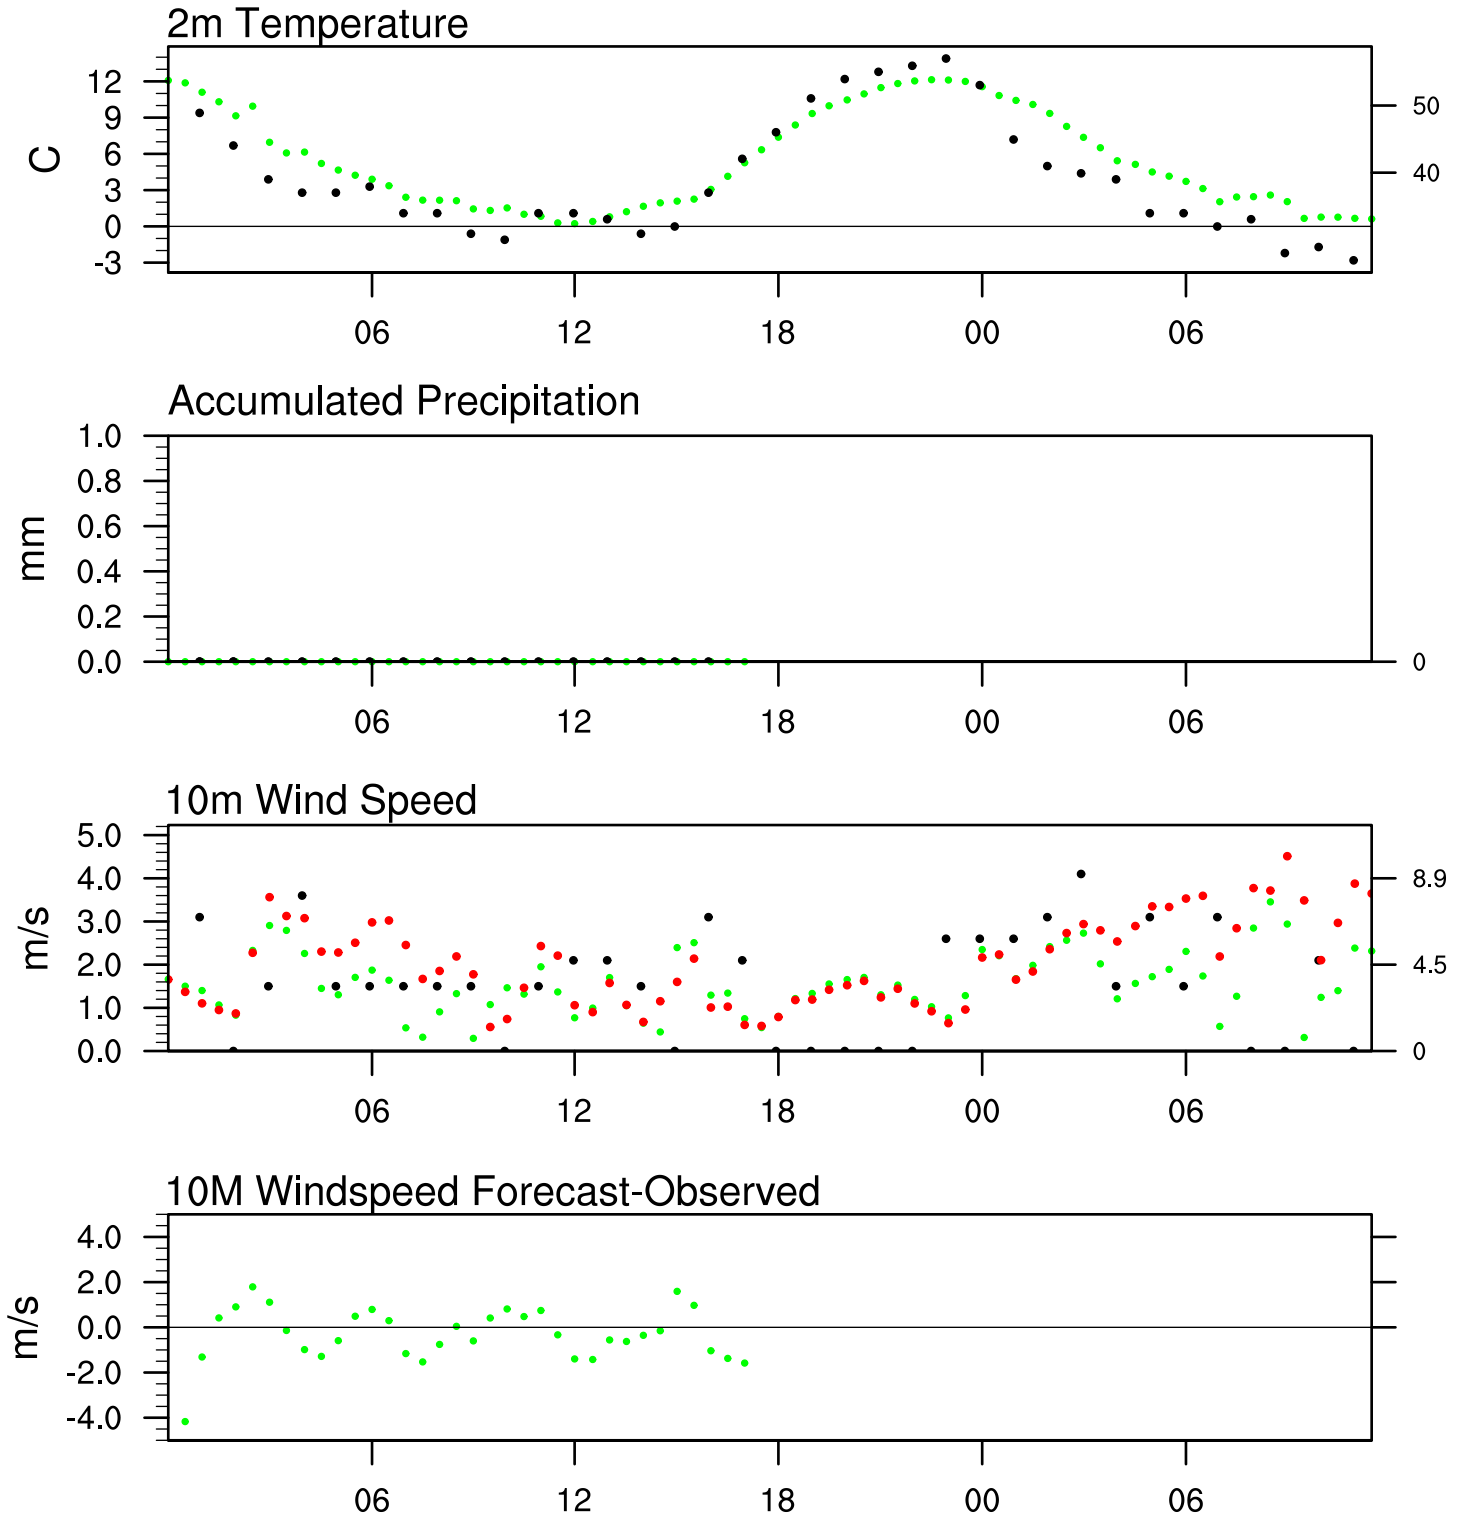 2m Temperature
12
9
6
3
0
-3
C
50
40
06 12 18 00 06
Accumulated Precipitation
1.0
0.8
0.6
0.4
0.2
0.0
mm
0
06 12 18 00 06
10m Wind Speed
5.0
4.0
3.0
2.0
1.0
0.0
m/s
8.9
4.5
0
06 12 18 00 06
10M Windspeed Forecast-Observed
4.0
2.0
0.0
-2.0
-4.0
m/s
06 12 18 00 06